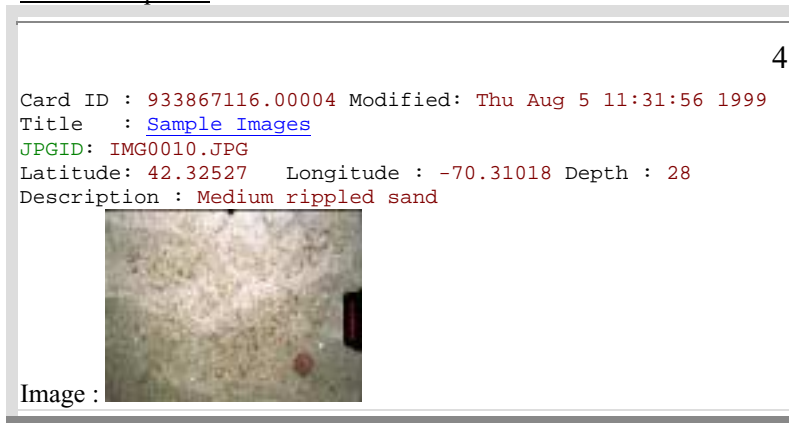 4
Card ID : 933867116.00004 Modified: Thu Aug 5 11:31:56 1999
Title : Sample Images
JPGID: IMG0010.JPG
Latitude: 42.32527 Longitude : -70.31018 Depth : 28
Description : Medium rippled sand
Image :